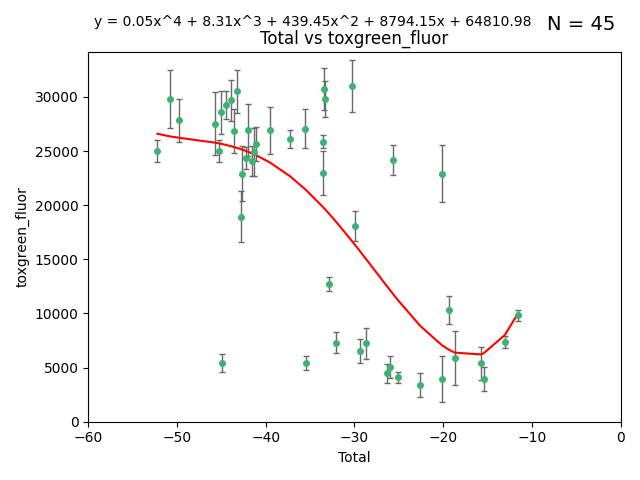 y = 0.05x^4 + 8.31x^3 + 439.45x^2 + 8794.15x + 64810.98 N = 45
Total vs toxgreen_fluor
toxgreen_fluor
30000
25000
20000
15000
10000
5000
0
−60 −50 −40 −30 −20 −10 0
Total